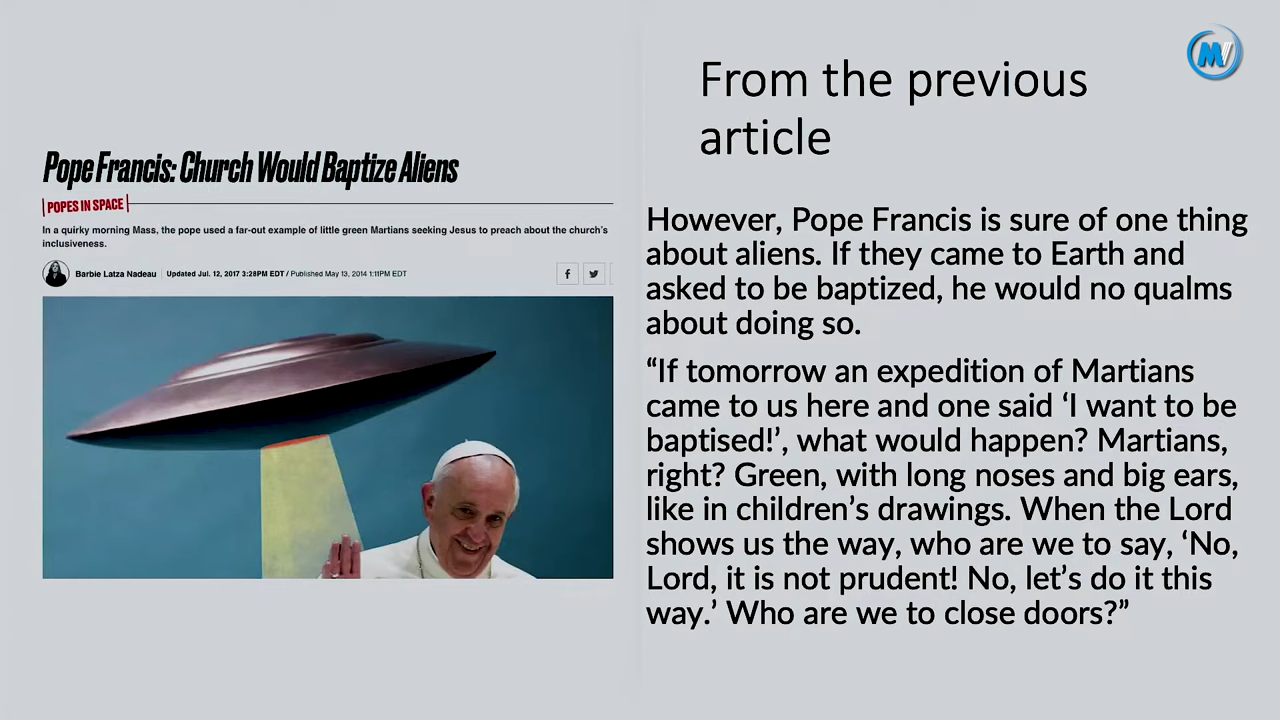 Pope Francis: Church Would Baptize Aliens
POPES IN SPACE
In a quirky morning Mass, the pope used a far-out example of little green Martians seeking Jesus to preach about the church's
inclusiveness.
Barbie Latza Nadeau | Updated Jul. 12, 2017 3:28PM EDT / Published May 13, 2014 1:11PM EDT
MV
From the previous
article
However, Pope Francis is sure of one thing
about aliens. If they came to Earth and
asked to be baptized, he would no qualms
about doing so.
“If tomorrow an expedition of Martians
came to us here and one said ‘I want to be
baptised!’, what would happen? Martians,
right? Green, with long noses and big ears,
like in children’s drawings. When the Lord
shows us the way, who are we to say, ‘No,
Lord, it is not prudent! No, let’s do it this
way.’ Who are we to close doors?”